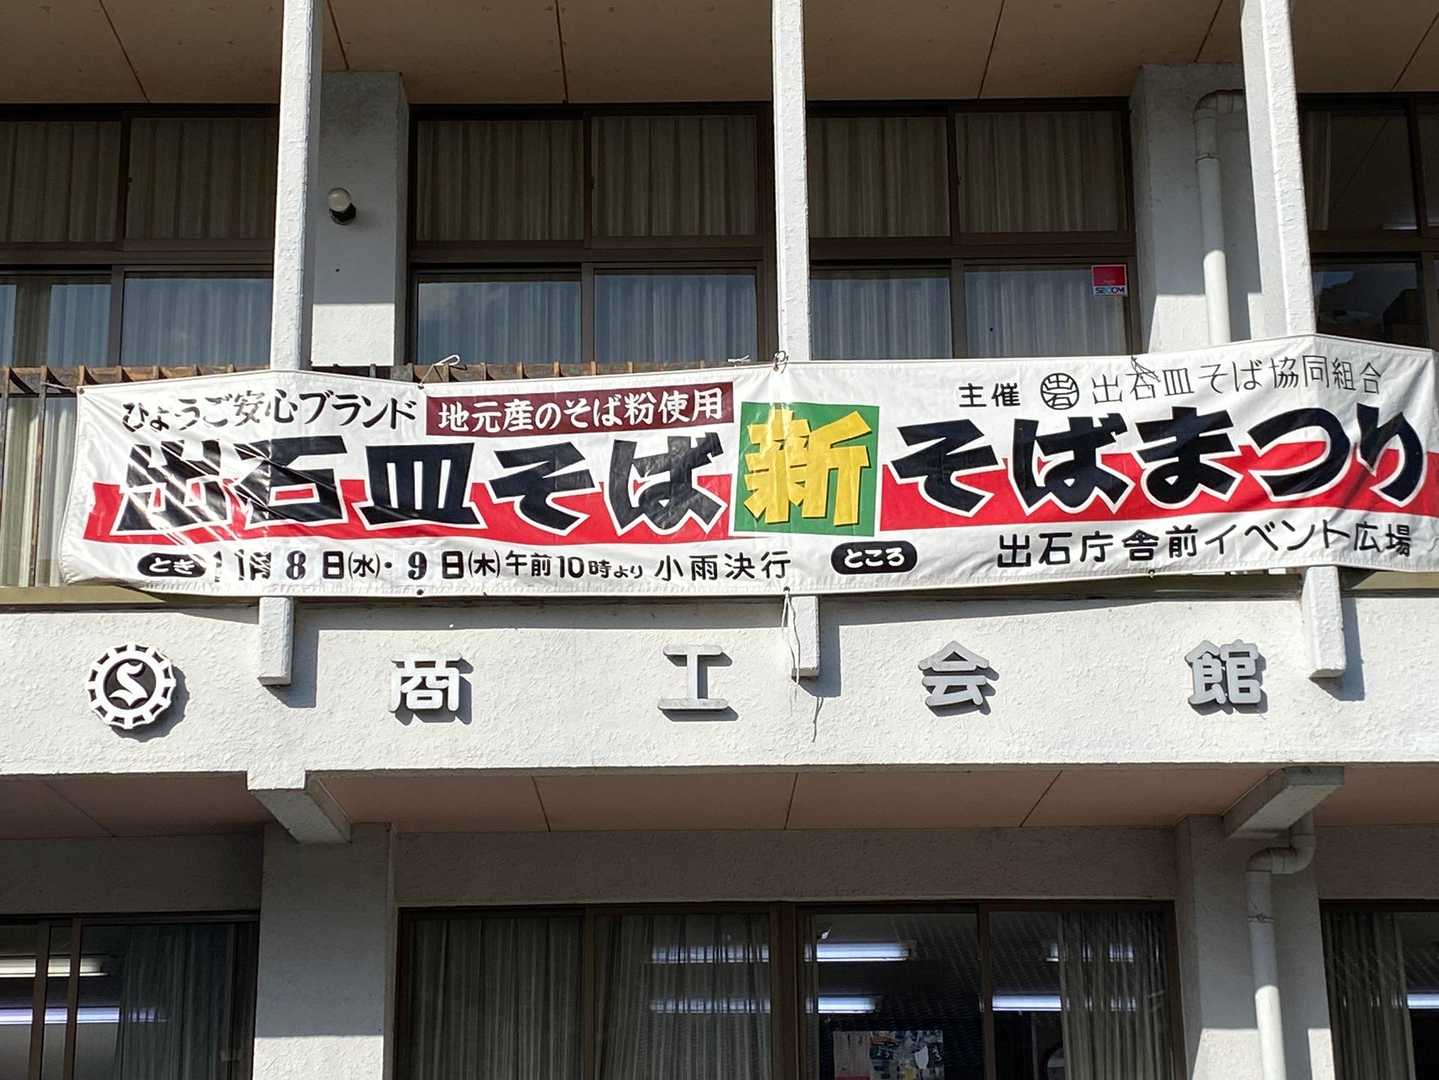 ひょうご安心ブランド 地元産のそば粉使用
主催 出石 出石皿そば協同組合
出石皿そば新そばまつり
とき 11月8日(水)・9日(木)午前10時より 小雨決行
ところ 出石庁舎前イベント広場
SECOM
S 商工会館